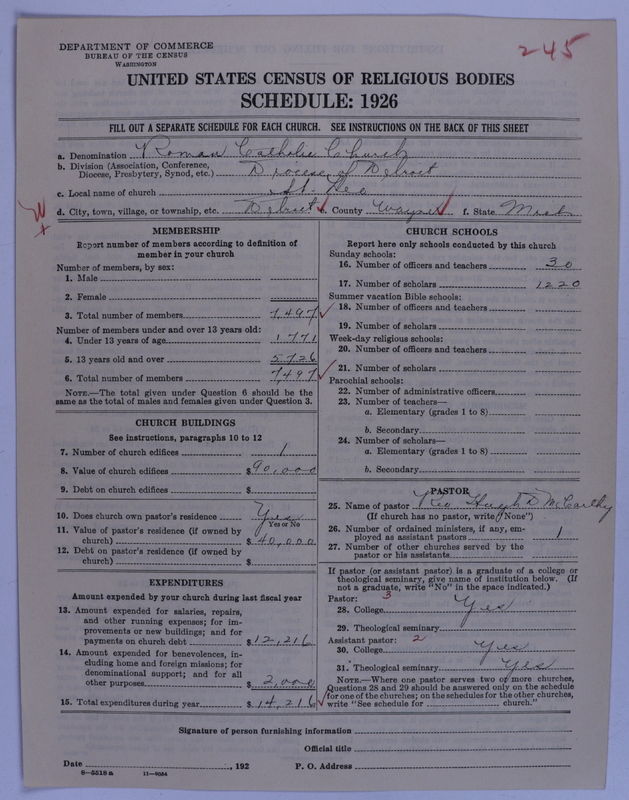 DEPARTMENT OF COMMERCE
BUREAU OF THE CENSUS
WASHINGTON
245
UNITED STATES CENSUS OF RELIGIOUS BODIES
SCHEDULE: 1926
FILL OUT A SEPARATE SCHEDULE FOR EACH CHURCH. SEE INSTRUCTIONS ON THE BACK OF THIS SHEET
a. Denomination Roman Catholic Church
b. Division (Association, Conference, Diocese, Presbytery, Synod, etc.) Diocese of Detroit
c. Local name of church St. Leo
d. City, town, village, or township, etc. Detroit e. County Wayne f. State Mich
MEMBERSHIP
Report number of members according to definition of
member in your church
Number of members, by sex:
1. Male
2. Female
3. Total number of members 7,497
Number of members under and over 13 years old:
4. Under 13 years of age 1,771
5. 13 years old and over 5,726
6. Total number of members 7,497
NOTE.—The total given under Question 6 should be
same as the total of males and females given under Question 3.
CHURCH BUILDINGS
See instructions, paragraphs 10 to 12
7. Number of church edifices 1
8. Value of church edifices $90,000
9. Debt on church edifices $
10. Does church own pastor's residence Yes
Yes or No
11. Value of pastor's residence (if owned by
church) $40,000
12. Debt on pastor's residence (if owned by
church) $
EXPENDITURES
Amount expended by your church during last fiscal year
13. Amount expended for salaries, repairs,
and other running expenses; for im-
provements or new buildings; and for
payments on church debt $12,216
14. Amount expended for benevolences, in-
cluding home and foreign missions; for
denominational support; and for all
other purposes $2,000
15. Total expenditures during year $14,216
CHURCH SCHOOLS
Report here only schools conducted by this church
Sunday schools:
16. Number of officers and teachers 30
17. Number of scholars 1220
Summer vacation Bible schools:
18. Number of officers and teachers
19. Number of scholars
Week-day religious schools:
20. Number of officers and teachers
21. Number of scholars
Parochial schools:
22. Number of administrative officers
23. Number of teachers—
a. Elementary (grades 1 to 8)
b. Secondary
24. Number of scholars—
a. Elementary (grades 1 to 8)
b. Secondary
PASTOR
25. Name of pastor Rev Hugh D McCarthy
(If church has no pastor, write "None")
26. Number of ordained ministers, if any, em-
ployed as assistant pastors 1
27. Number of other churches served by the
pastor or his assistants
If pastor (or assistant pastor) is a graduate of a college or
theological seminary, give name of institution below. (If
not a graduate, write "No" in the space indicated.)
Pastor: 3
28. College Yes
29. Theological seminary
Assistant pastor: 2
30. College Yes
31. Theological seminary Yes
NOTE.—Where one pastor serves two or more churches,
Questions 28 and 29 should be answered only on the schedule
for one of the churches; on the schedules for the other churches,
write "See schedule for church."
Signature of person furnishing information
Official title
Date , 192 P. O. Address
8—5518a 11—9034